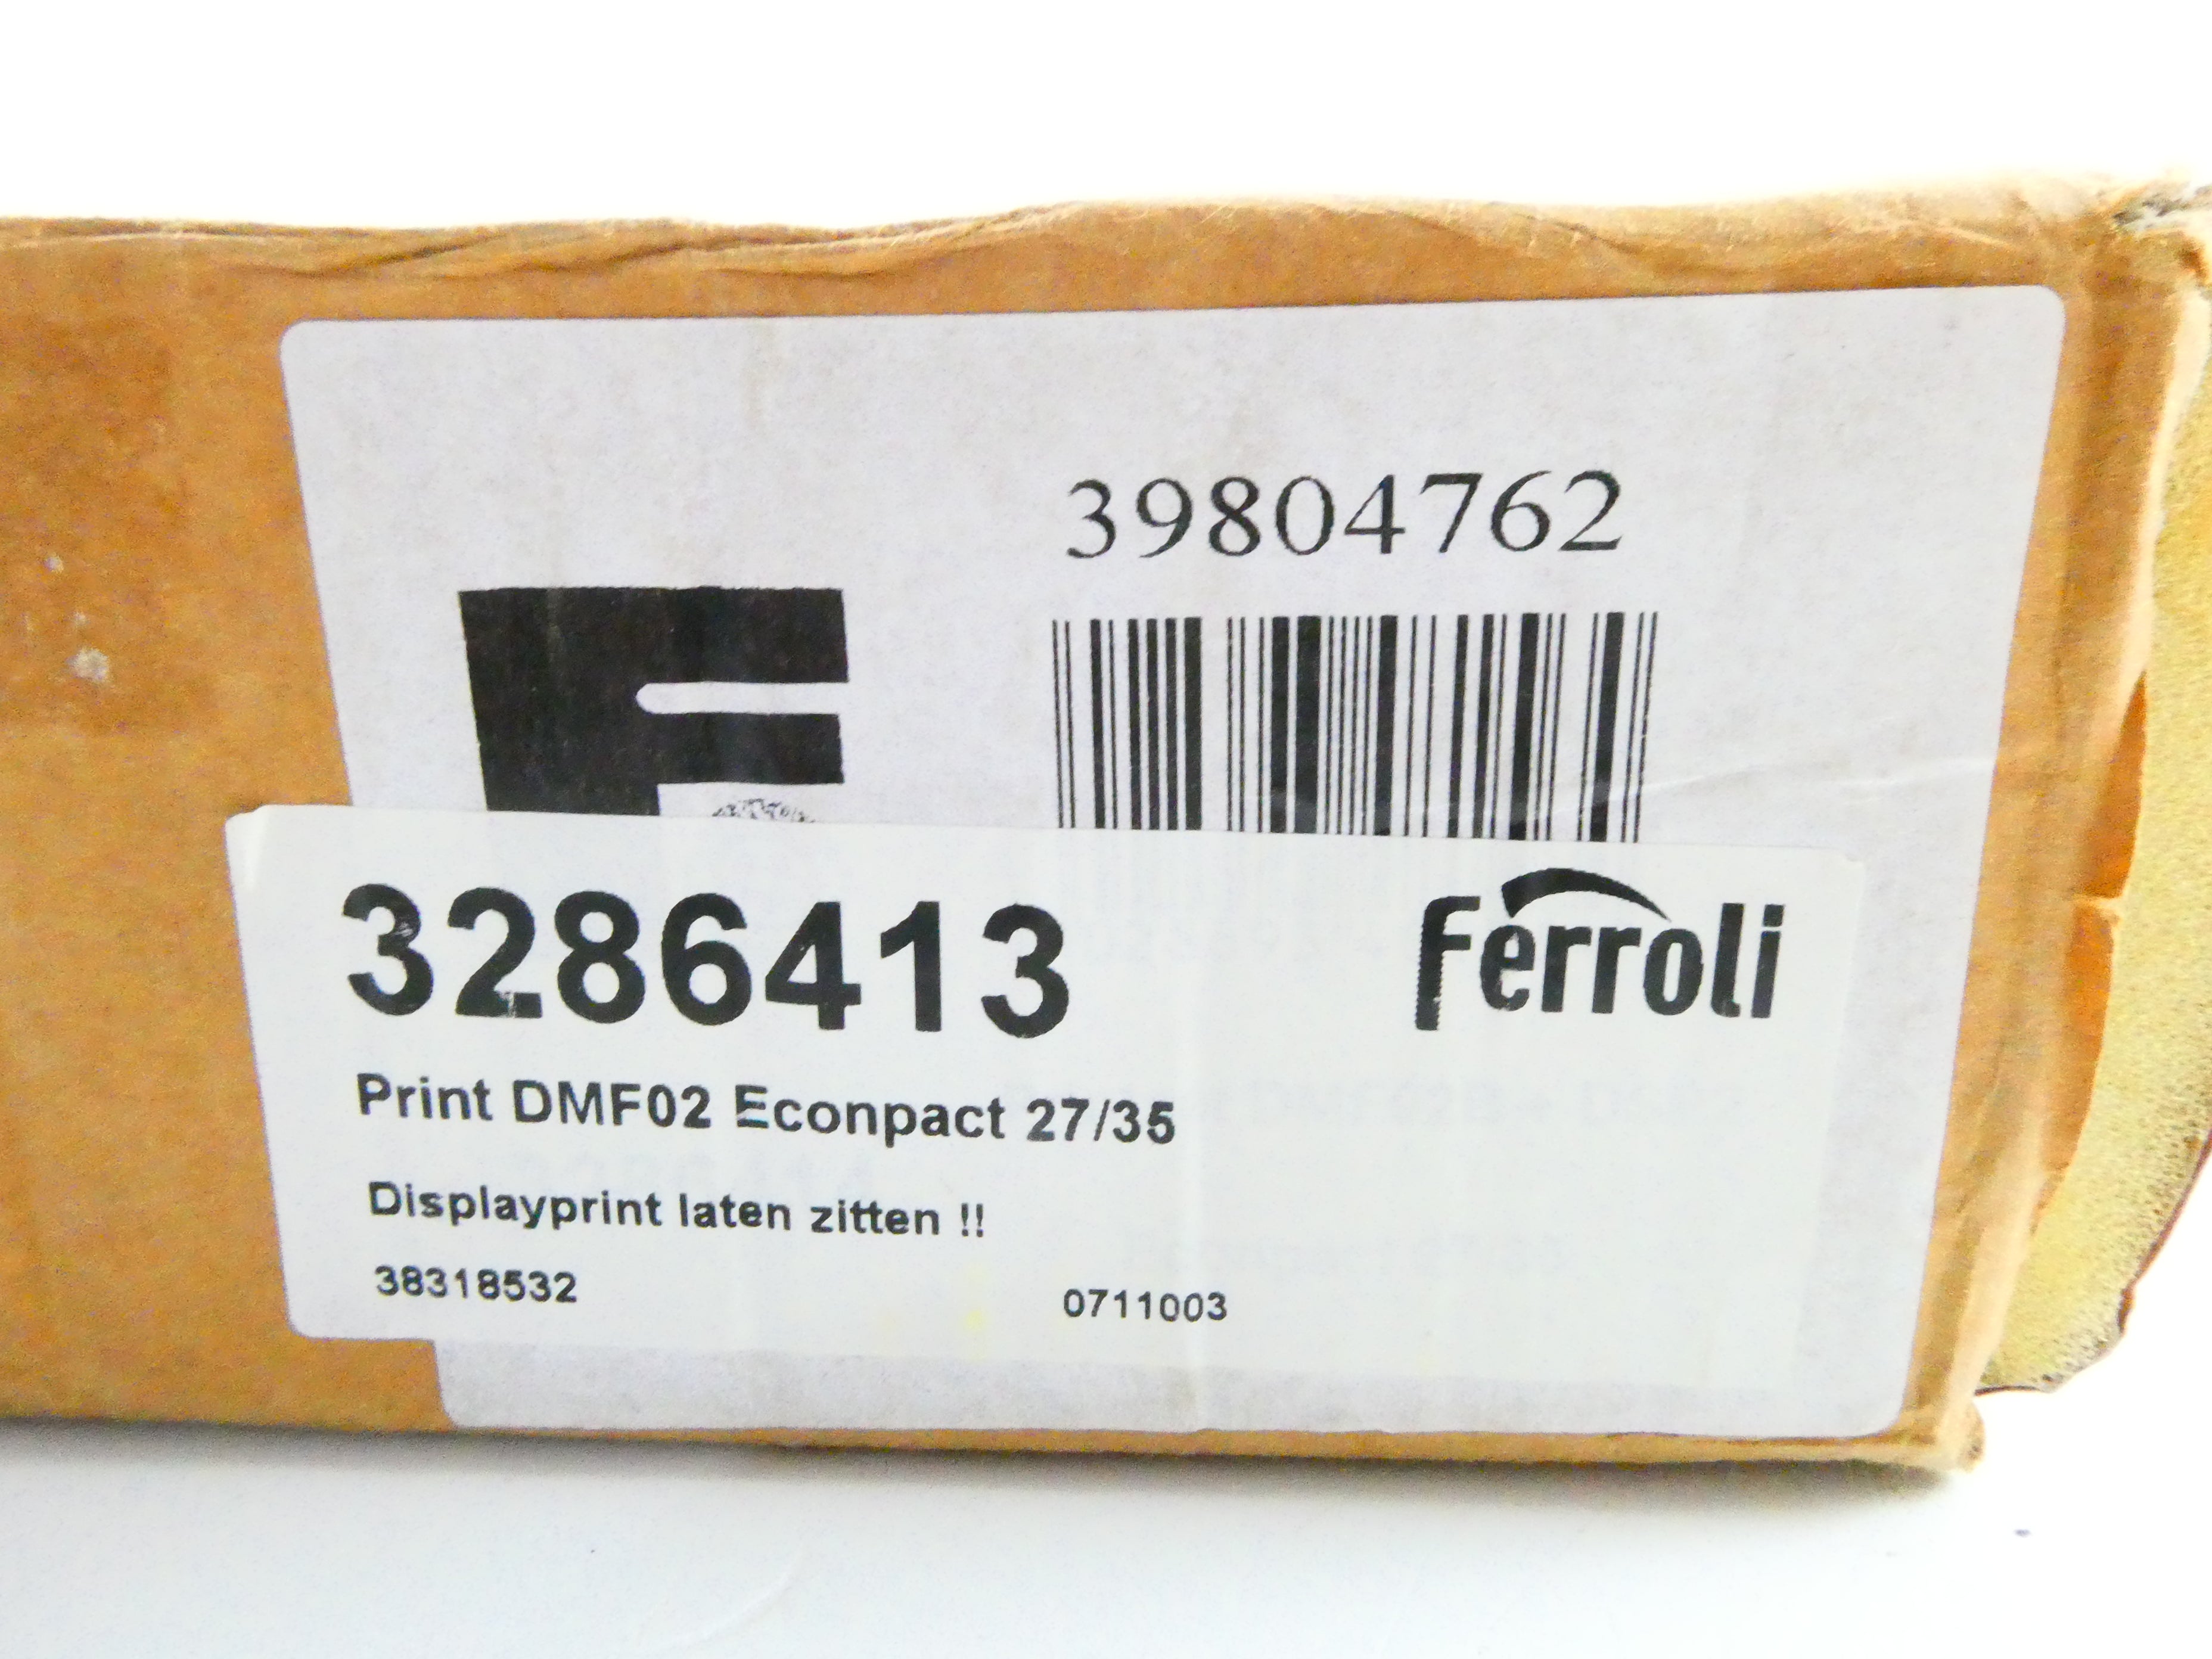 39804762
F
3286413
Ferroli
Print DMF02 Econpact 27/35
Displayprint laten zitten !!
38318532 0711003